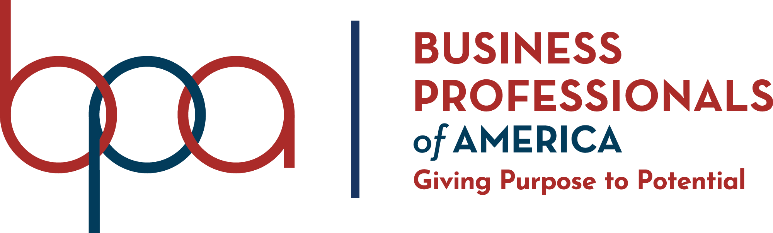 bpa
BUSINESS
PROFESSIONALS
of AMERICA
Giving Purpose to Potential